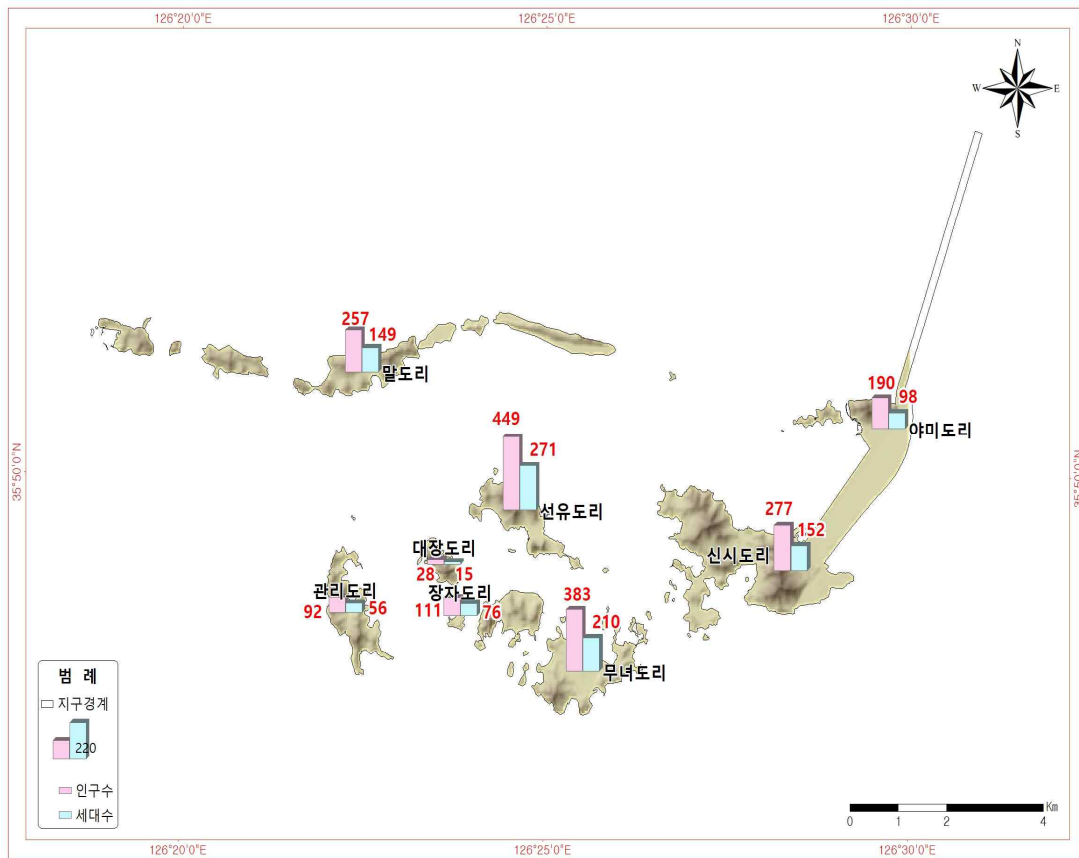 126°20'0"E
126°25'0"E
126°30'0"E
N
W
E
S
257
149
말도리
190
98
야미도리
449
271
선유도리
35°50'0"N
35°50'0"N
277
152
신시도리
대장도리
28
15
관리도리
92
56
장자도리
111
76
383
210
무녀도리
범 례
지구경계
220
인구수
세대수
Km
0
1
2
4
126°20'0"E
126°25'0"E
126°30'0"E